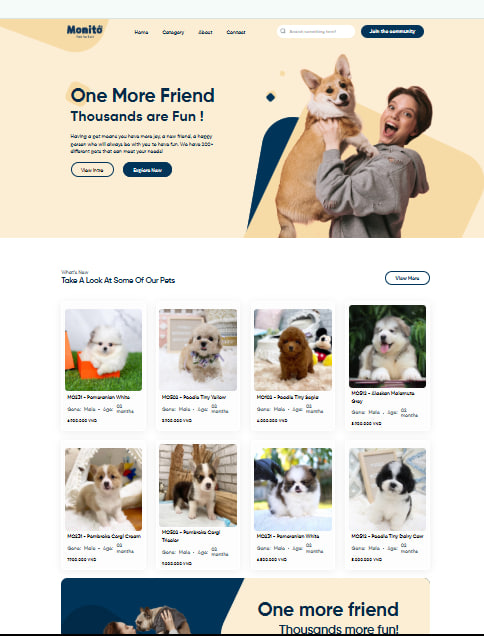 Monito
Home Category About Contact
Search something here!
Join the community
One More Friend
Thousands are Fun !
Having a pet means you have more joy, a new friend, a happy
person who will always be with you to have fun. We have 200+
different pets that can meet your needs!
View Intro
Explore Now
What's New
Take A Look At Some Of Our Pets
View More
MO231 - Pomeranian White
Gene: Male • Age: 02 months
6.900.000 VND
MO502 - Poodle Tiny Yellow
Gene: Male • Age: 02 months
3.900.000 VND
MO102 - Poodle Tiny Sepia
Gene: Male • Age: 02 months
4.000.000 VND
MO512 - Alaskan Malamute
Grey
Gene: Male • Age: 02 months
8.900.000 VND
MO231 - Pembroke Corgi Cream
Gene: Male • Age: 02 months
7.900.000 VND
MO502 - Pembroke Corgi
Tricolor
Gene: Male • Age: 02 months
9.000.000 VND
MO231 - Pomeranian White
Gene: Male • Age: 02 months
6.500.000 VND
MO512 - Poodle Tiny Dairy Cow
Gene: Male • Age: 02 months
5.000.000 VND
One more friend
Thousands more fun!